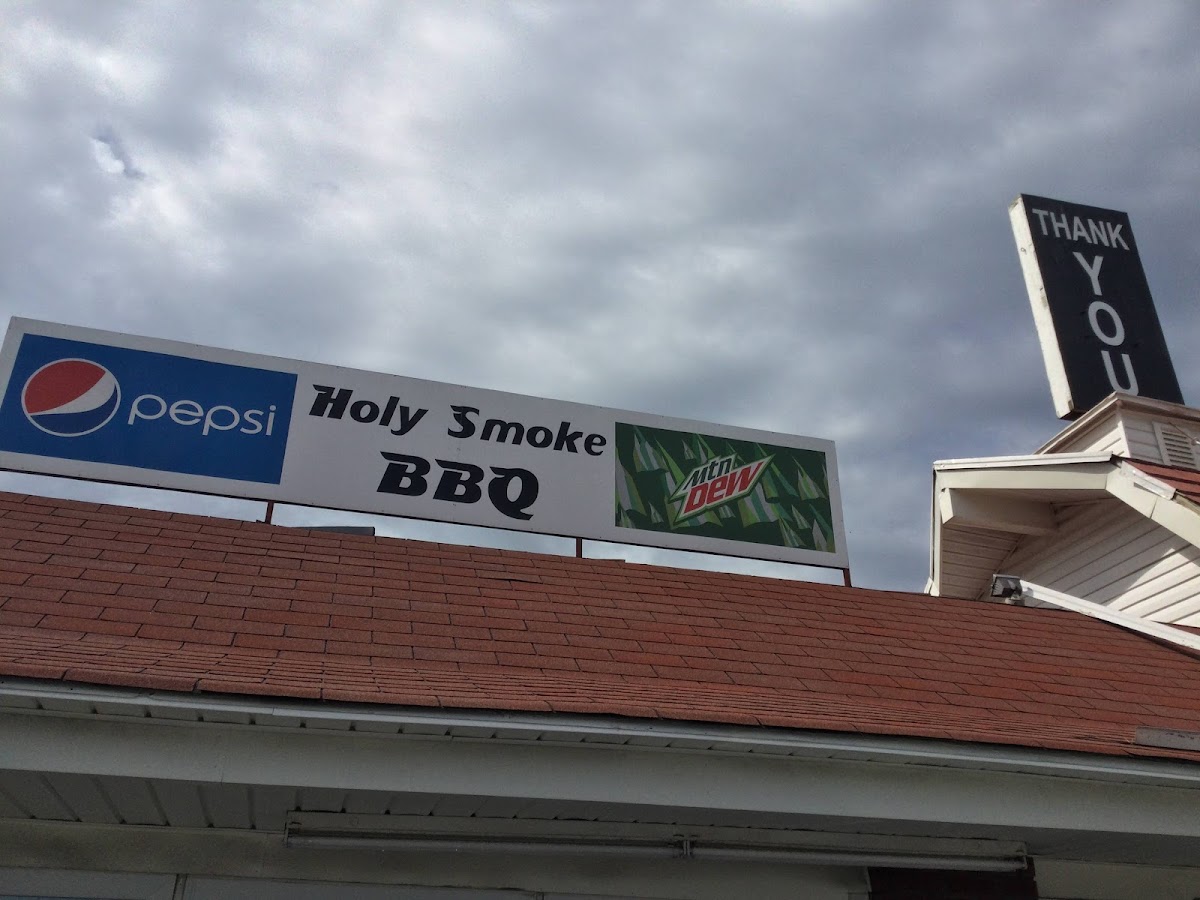 pepsi
Holy Smoke
BBQ
Mtn
DEW
THANK
YOU